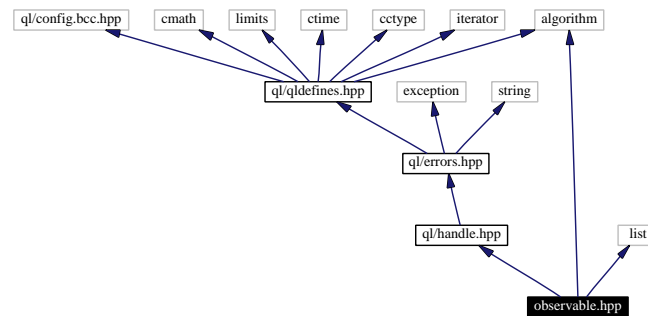 ql/config.bcc.hpp
cmath
limits
ctime
cctype
iterator
algorithm
ql/qldefines.hpp
exception
string
ql/errors.hpp
ql/handle.hpp
list
observable.hpp